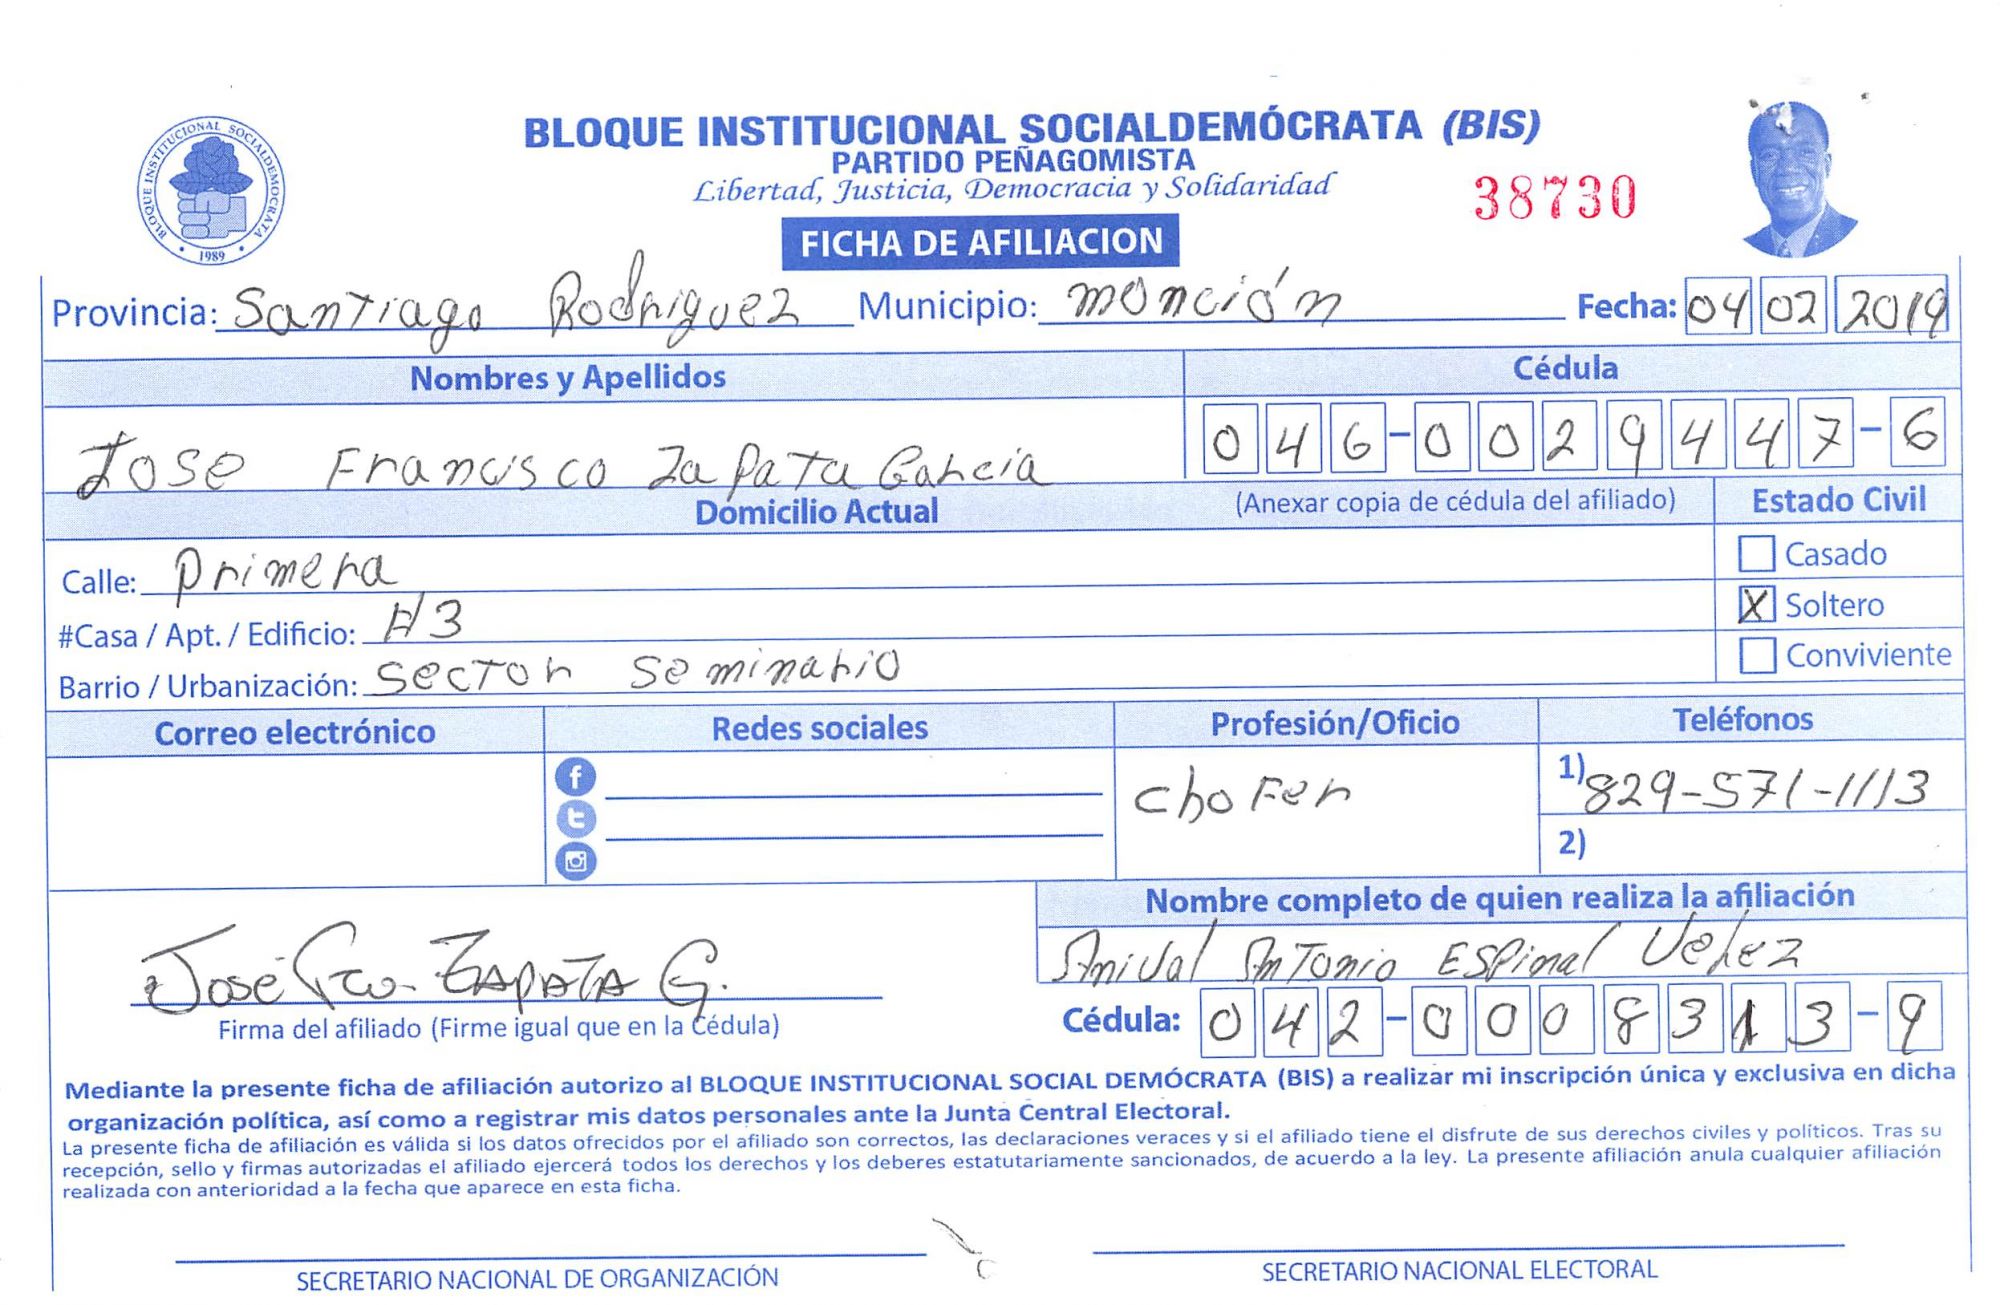 BLOQUE INSTITUCIONAL SOCIALDEMOCRATA
1989
BLOQUE INSTITUCIONAL SOCIALDEMÓCRATA (BIS)
PARTIDO PEÑAGOMISTA
Libertad, Justicia, Democracia y Solidaridad
38730
FICHA DE AFILIACION
Provincia: Santiago Rodriguez Municipio: monción Fecha: 04 02 2019
Nombres y Apellidos Cédula
Jose Francisco Zapata Garcia 046-0029447-6
Domicilio Actual (Anexar copia de cédula del afiliado) Estado Civil
Calle: primera Casado
#Casa / Apt. / Edificio: #3 X Soltero
Barrio / Urbanización: Sector Seminario Conviviente
Correo electrónico Redes sociales Profesión/Oficio Teléfonos
chofer 1) 829-571-1113
2)
Nombre completo de quien realiza la afiliación
Anival Antonio Espinal Velez
José Fco. Zapata G.
Firma del afiliado (Firme igual que en la Cédula) Cédula: 042-0008313-9
Mediante la presente ficha de afiliación autorizo al BLOQUE INSTITUCIONAL SOCIAL DEMÓCRATA (BIS) a realizar mi inscripción única y exclusiva en dicha
organización política, así como a registrar mis datos personales ante la Junta Central Electoral.
La presente ficha de afiliación es válida si los datos ofrecidos por el afiliado son correctos, las declaraciones veraces y si el afiliado tiene el disfrute de sus derechos civiles y políticos. Tras su
recepción, sello y firmas autorizadas el afiliado ejercerá todos los derechos y los deberes estatutariamente sancionados, de acuerdo a la ley. La presente afiliación anula cualquier afiliación
realizada con anterioridad a la fecha que aparece en esta ficha.
SECRETARIO NACIONAL DE ORGANIZACIÓN SECRETARIO NACIONAL ELECTORAL